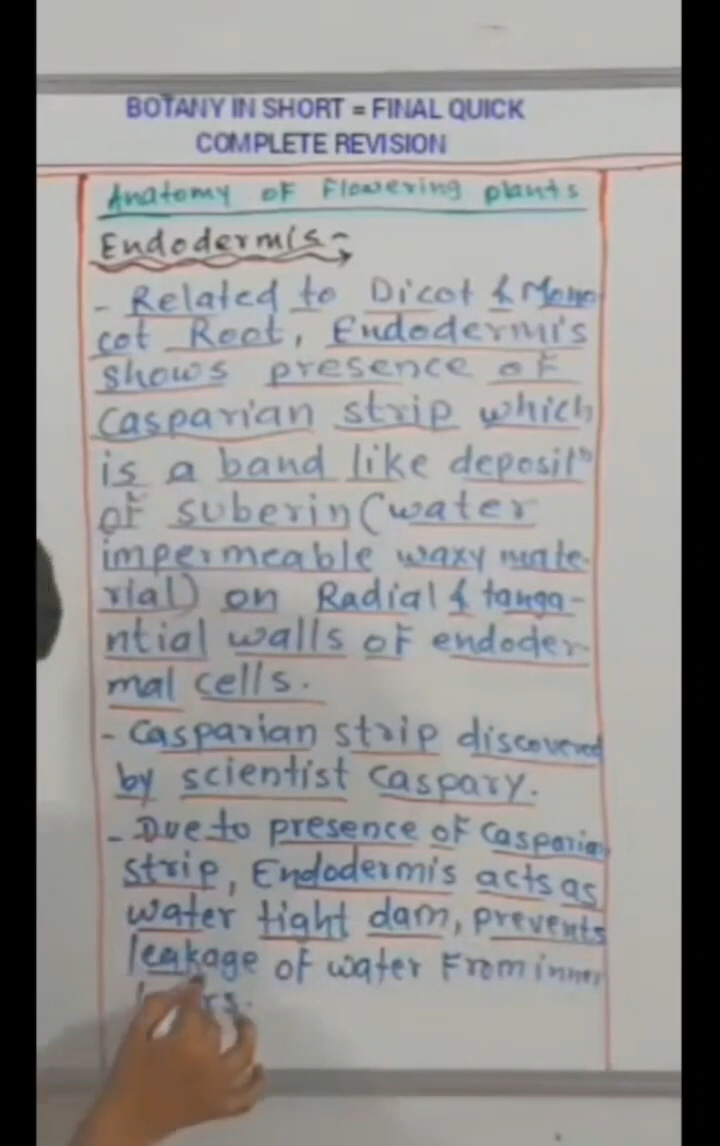 BOTANY IN SHORT = FINAL QUICK
COMPLETE REVISION
Anatomy of Flowering plants
Endodermis -
- Related to Dicot & Mono
cot Root, Endodermis
shows presence of
Casparian strip which
is a band like depositn
of suberin (water
impermeable waxy mate-
rial) on Radial & tanga-
ntial walls of endoder-
mal cells.
- Casparian strip discovered
by scientist Caspary.
- Due to presence of Casparian
strip, Endodermis acts as
water tight dam, prevents
leakage of water From inner